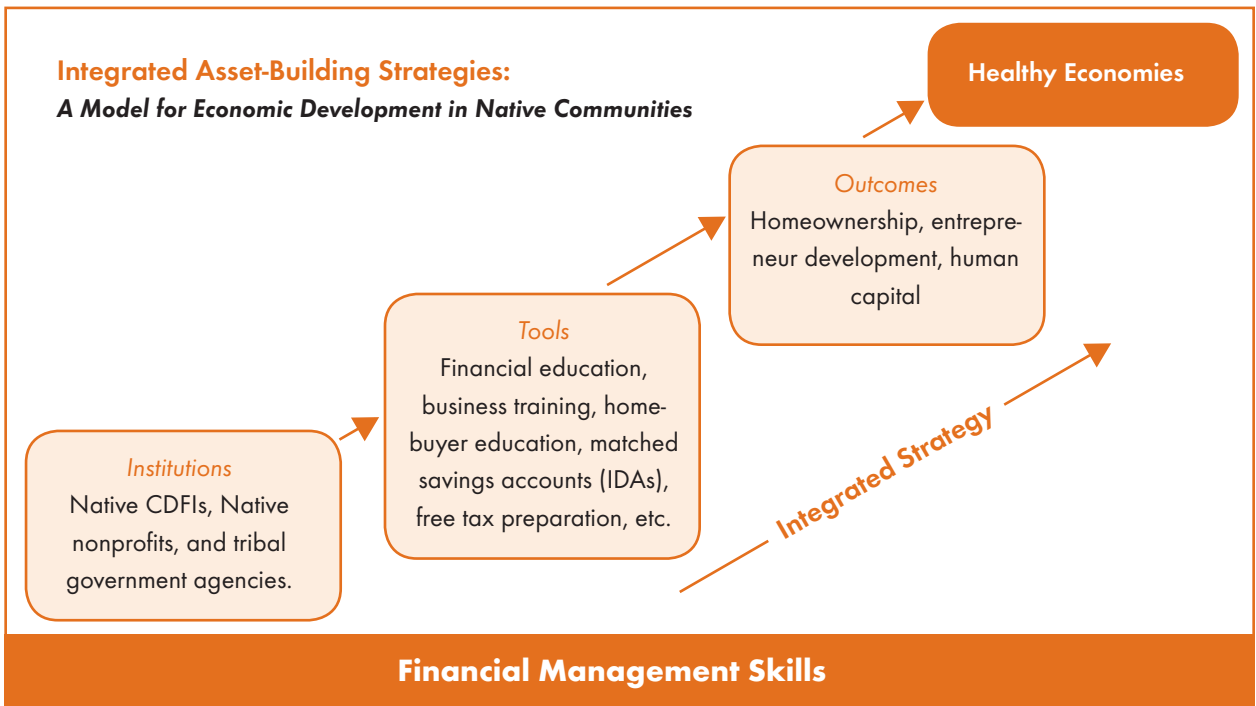 Integrated Asset-Building Strategies:
A Model for Economic Development in Native Communities
Healthy Economies
Outcomes
Homeownership, entrepre-
neur development, human
capital
Tools
Financial education,
business training, home-
buyer education, matched
savings accounts (IDAs),
free tax preparation, etc.
Institutions
Native CDFIs, Native
nonprofits, and tribal
government agencies.
Integrated Strategy
Financial Management Skills